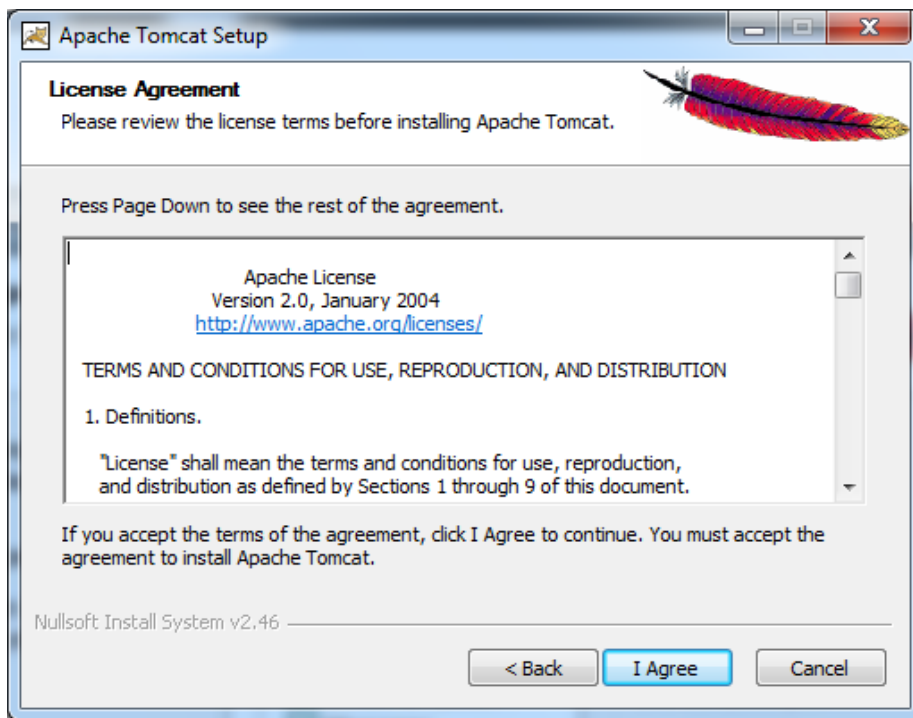 Apache Tomcat Setup
License Agreement
Please review the license terms before installing Apache Tomcat.
Press Page Down to see the rest of the agreement.
Apache License
Version 2.0, January 2004
http://www.apache.org/licenses/
TERMS AND CONDITIONS FOR USE, REPRODUCTION, AND DISTRIBUTION
1. Definitions.
"License" shall mean the terms and conditions for use, reproduction,
and distribution as defined by Sections 1 through 9 of this document.
If you accept the terms of the agreement, click I Agree to continue. You must accept the
agreement to install Apache Tomcat.
Nullsoft Install System v2.46
< Back I Agree Cancel